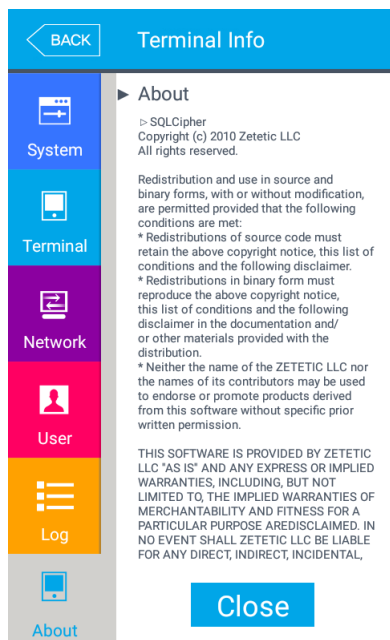 BACK
Terminal Info
System
Terminal
Network
User
Log
About
► About
▷ SQLCipher
Copyright (c) 2010 Zetetic LLC
All rights reserved.
Redistribution and use in source and
binary forms, with or without modification,
are permitted provided that the following
conditions are met:
* Redistributions of source code must
retain the above copyright notice, this list of
conditions and the following disclaimer.
* Redistributions in binary form must
reproduce the above copyright notice,
this list of conditions and the following
disclaimer in the documentation and/
or other materials provided with the
distribution.
* Neither the name of the ZETETIC LLC nor
the names of its contributors may be used
to endorse or promote products derived
from this software without specific prior
written permission.
THIS SOFTWARE IS PROVIDED BY ZETETIC
LLC "AS IS" AND ANY EXPRESS OR IMPLIED
WARRANTIES, INCLUDING, BUT NOT
LIMITED TO, THE IMPLIED WARRANTIES OF
MERCHANTABILITY AND FITNESS FOR A
PARTICULAR PURPOSE AREDISCLAIMED. IN
NO EVENT SHALL ZETETIC LLC BE LIABLE
FOR ANY DIRECT, INDIRECT, INCIDENTAL,
Close